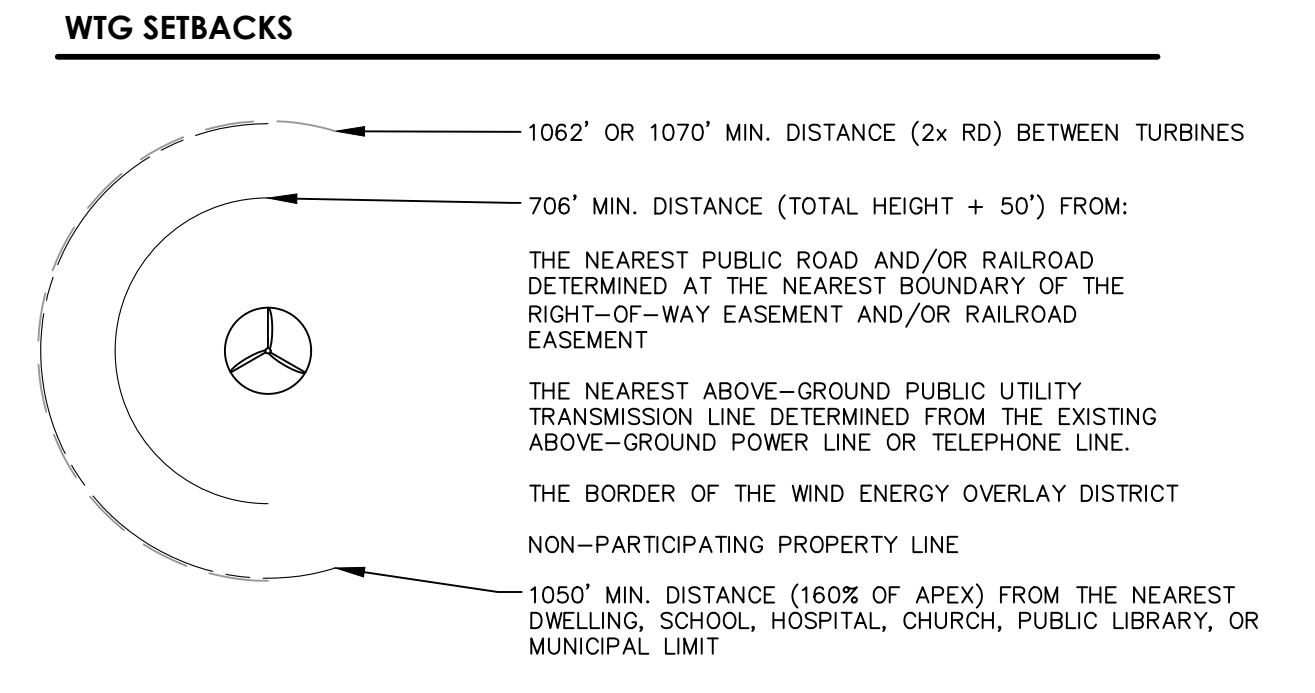 WTG SETBACKS
1062' OR 1070' MIN. DISTANCE (2x RD) BETWEEN TURBINES
706' MIN. DISTANCE (TOTAL HEIGHT + 50') FROM:
THE NEAREST PUBLIC ROAD AND/OR RAILROAD
DETERMINED AT THE NEAREST BOUNDARY OF THE
RIGHT-OF-WAY EASEMENT AND/OR RAILROAD
EASEMENT
THE NEAREST ABOVE-GROUND PUBLIC UTILITY
TRANSMISSION LINE DETERMINED FROM THE EXISTING
ABOVE-GROUND POWER LINE OR TELEPHONE LINE.
THE BORDER OF THE WIND ENERGY OVERLAY DISTRICT
NON-PARTICIPATING PROPERTY LINE
1050' MIN. DISTANCE (160% OF APEX) FROM THE NEAREST
DWELLING, SCHOOL, HOSPITAL, CHURCH, PUBLIC LIBRARY, OR
MUNICIPAL LIMIT